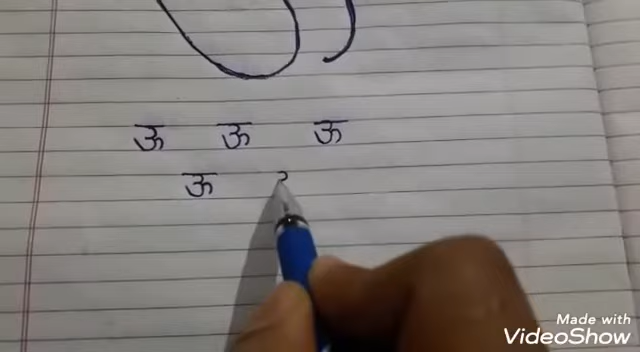 ऊ ऊ ऊ
ऊ
Made with
VideoShow